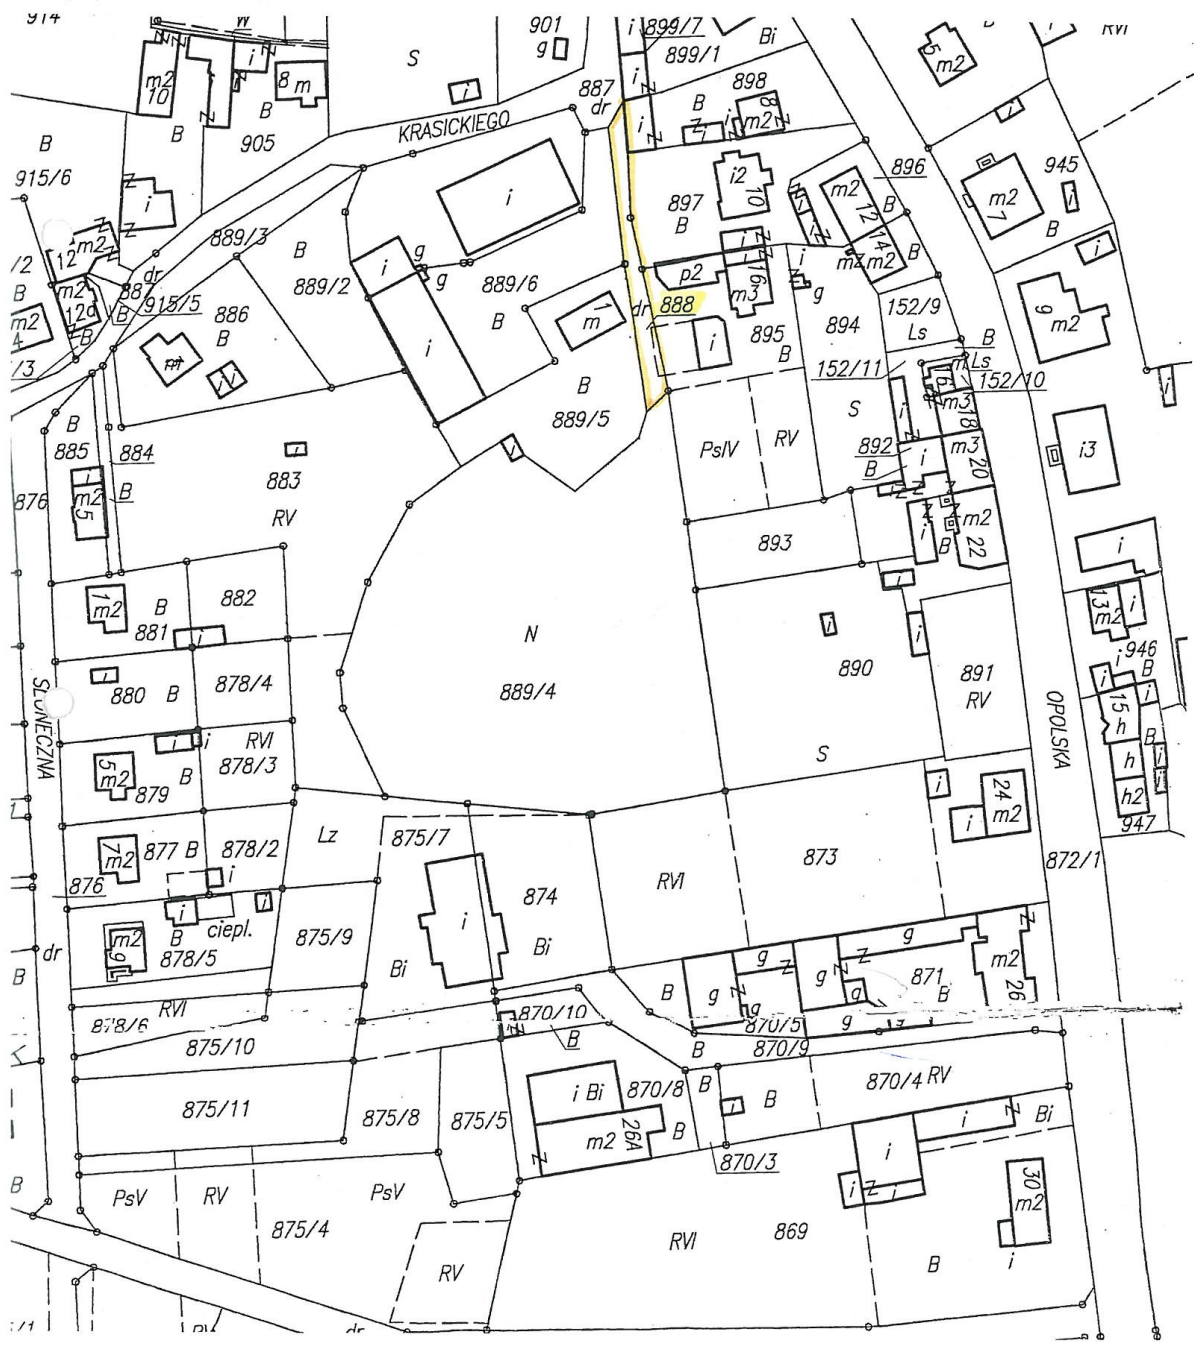 914
W
901
g
899/7
i
899/1
Bi
B
RVI
S
i
m2
10
i
8 m
B
B
905
887
dr
i
898
B
i
8
m2
5
m2
i
KRASICKIEGO
B
915/6
i
i
896
945
897
B
i2
10
m2
12
B
m2
7
i
B
i
12 m2
dr
889/3
B
889/2
i
g
g
889/6
B
i
14
m2
m2
g
i
p2
m3
16
dr
888
B
m2
12a
915/5
B
886
B
m2
/3
m
1
i
895
B
894
152/9
Ls
B
Ls
9
m2
152/11
152/10
i
B
889/5
i
S
m3
18
B
885
884
B
883
RV
i
PsIV
RV
892
B
i
m3
20
i3
m2
5
i
876
893
m2
22
B
i
i
i
1
m2
B
881
882
i
N
i
890
i
891
RV
13
m2
i
946
i
B
i
SŁONECZNA
i
880
B
878/4
889/4
OPOLSKA
15
h
B
i
i
RVI
878/3
5
m2
879
B
S
h
h2
947
i
24
m2
i
Lz
875/7
7
m2
877
B
878/2
i
876
873
872/1
RVI
874
Bi
i
B
ciepl.
i
m2
9
878/5
875/9
Bi
dr
B
g
g
g
g
871
B
m2
26
B
g
RVI
878/6
870/10
B
870/5
g
870/9
B
875/10
875/11
875/8
875/5
i Bi
m2
26A
870/8
B
B
i
B
870/4 RV
i
Bi
870/3
i
i
i
30
m2
i
B
PsV
RV
PsV
875/4
RVI
869
B
RV
dr